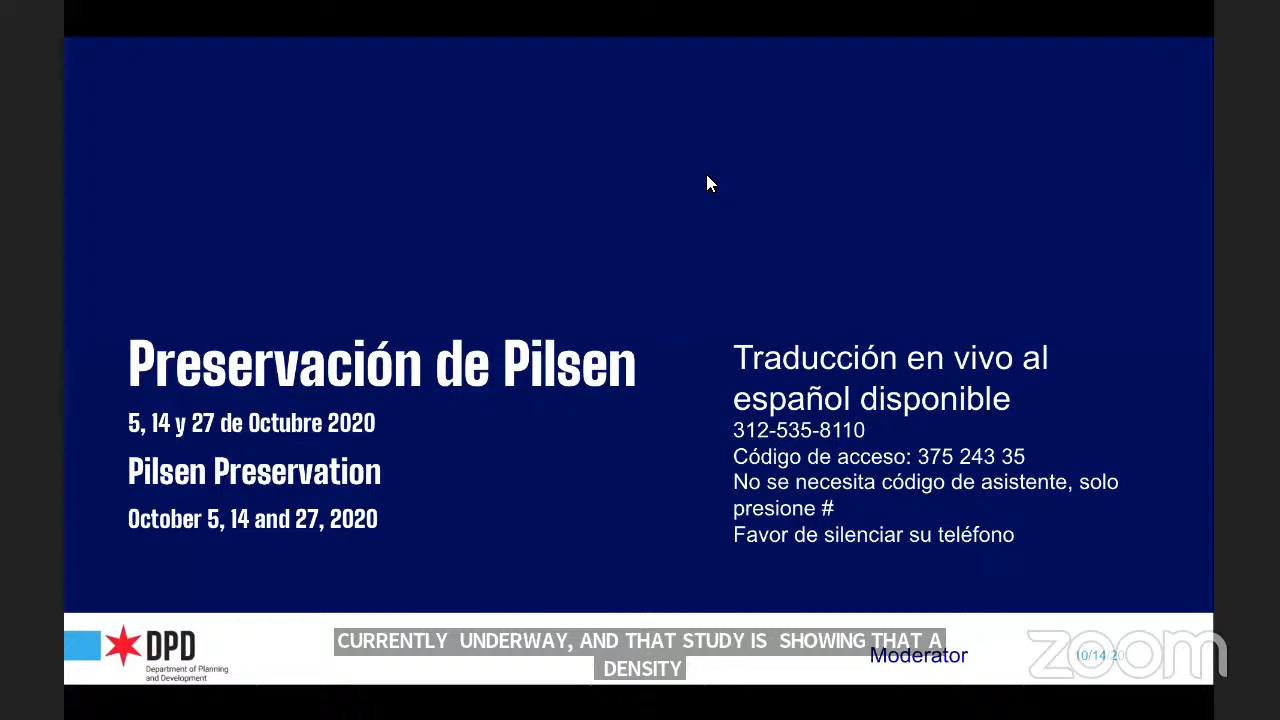 Preservación de Pilsen
5, 14 y 27 de Octubre 2020
Pilsen Preservation
October 5, 14 and 27, 2020
Traducción en vivo al
español disponible
312-535-8110
Código de acceso: 375 243 35
No se necesita código de asistente, solo
presione #
Favor de silenciar su teléfono
DPD
Department of Planning
and Development
CURRENTLY UNDERWAY, AND THAT STUDY IS SHOWING THAT A
DENSITY
Moderator
10/14/20
zoom